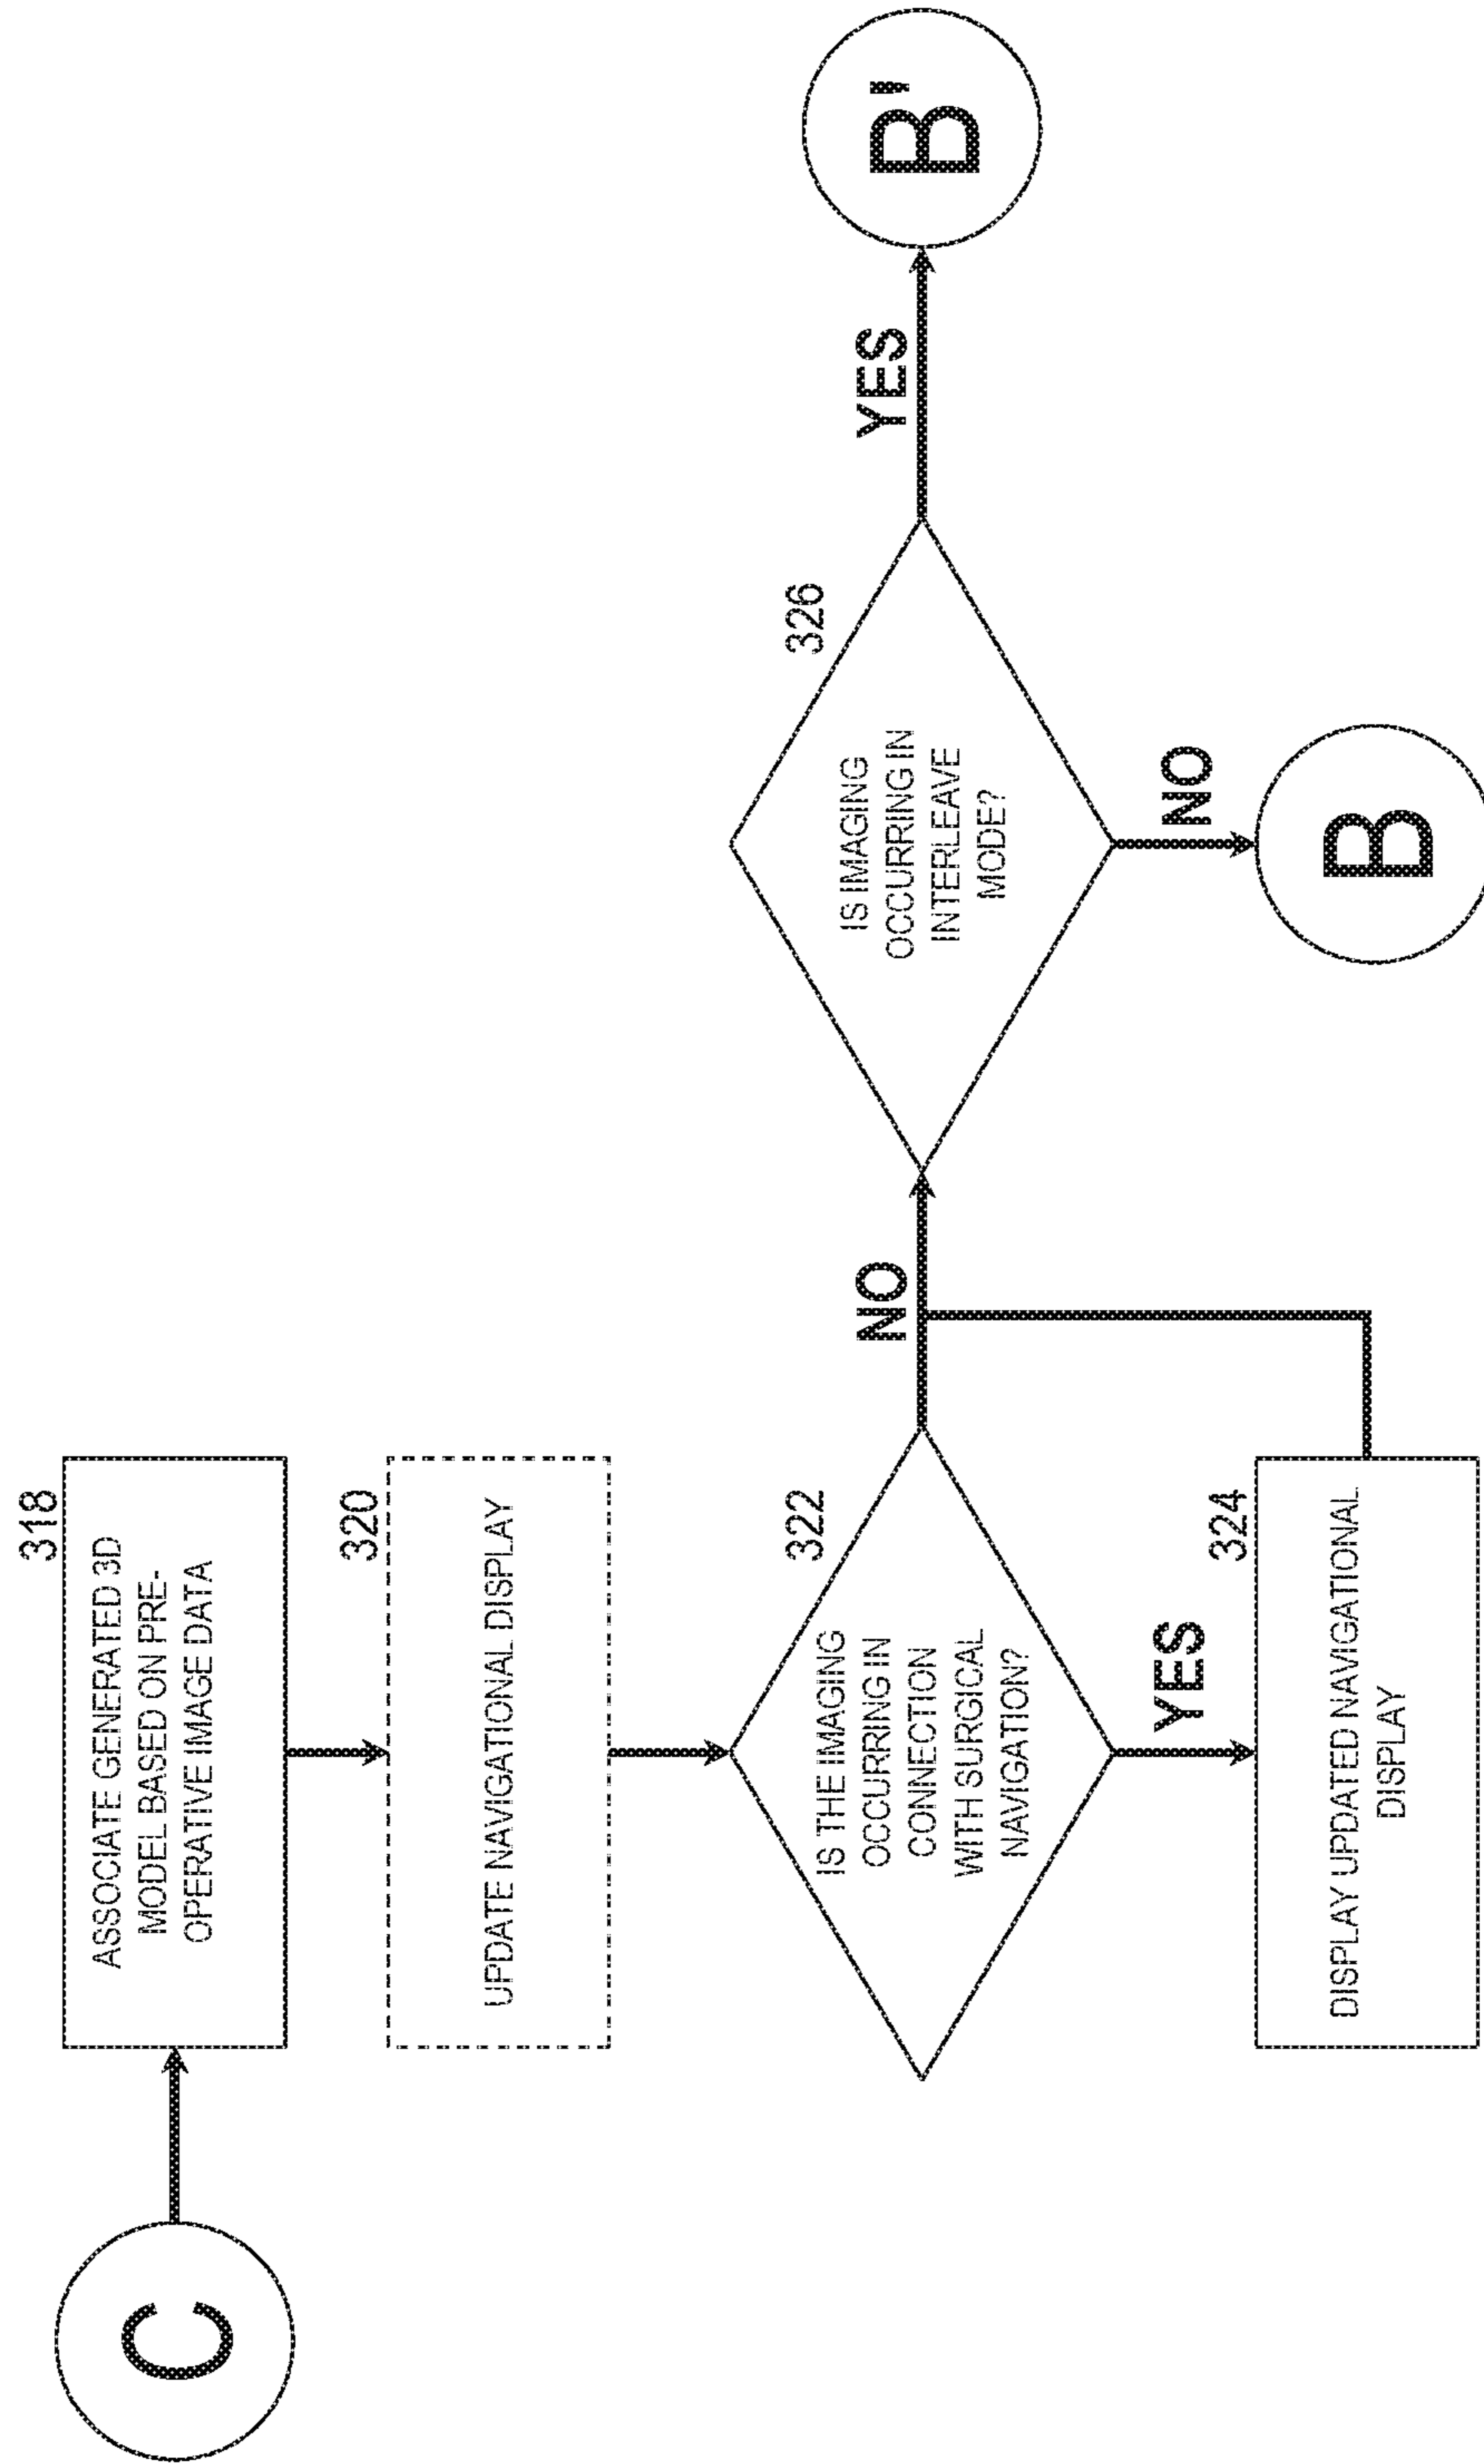 C
318
ASSOCIATE GENERATED 3D
MODEL BASED ON PRE-
OPERATIVE IMAGE DATA
320
UPDATE NAVIGATIONAL DISPLAY
322
IS THE IMAGING
OCCURRING IN
CONNECTION
WITH SURGICAL
NAVIGATION?
NO
YES
324
DISPLAY UPDATED NAVIGATIONAL
DISPLAY
326
IS IMAGING
OCCURRING IN
INTERLEAVE
MODE?
YES
B'
NO
B